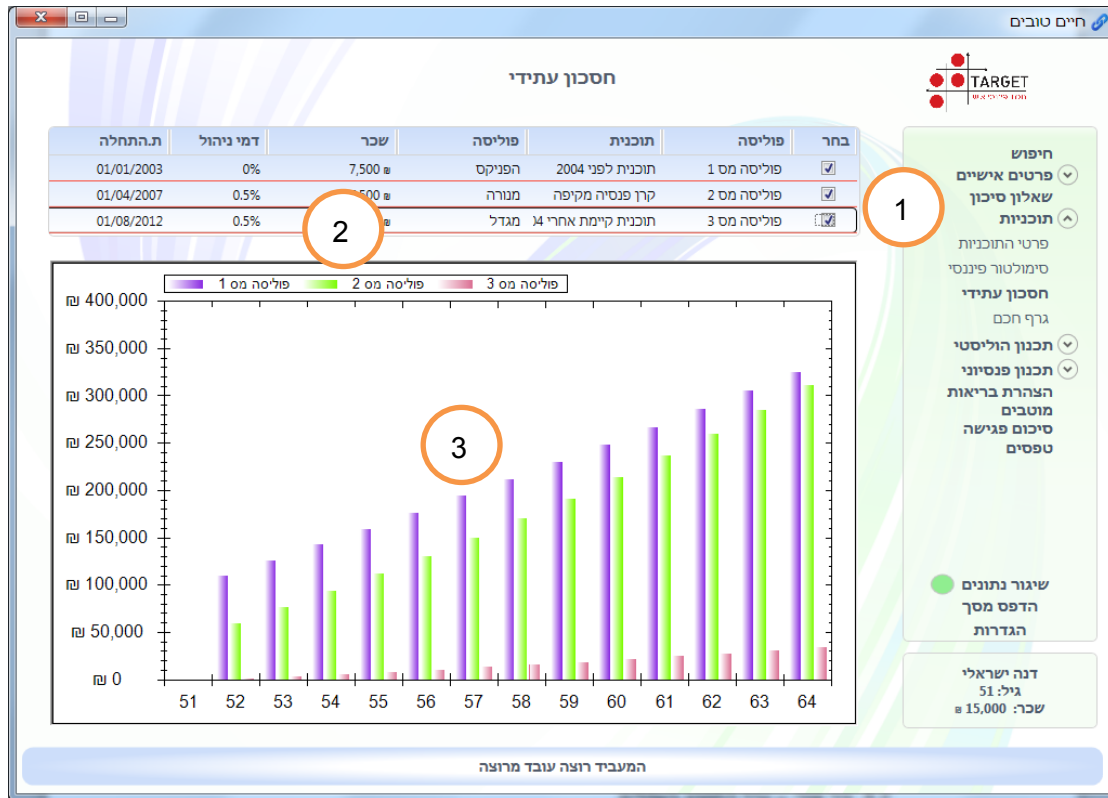 חיים טובים
TARGET
חסכון עתידי
בחר פוליסה תוכנית פוליסה שכר דמי ניהול ת.התחלה
פוליסה מס 1 תוכנית לפני 2004 הפניקס 7,500 ₪ 0% 01/01/2003
פוליסה מס 2 קרן פנסיה מקיפה מנורה 500 ₪ 0.5% 01/04/2007
פוליסה מס 3 תוכנית קיימת אחרי 04 מגדל ₪ 0.5% 01/08/2012
1
2
3
חיפוש
פרטים אישיים
שאלון סיכון
תוכניות
פרטי התוכניות
סימולטור פיננסי
חסכון עתידי
גרף חכם
תכנון הוליסטי
תכנון פנסיוני
הצהרת בריאות
מוטבים
סיכום פגישה
טפסים
שיגור נתונים
הדפס מסך
הגדרות
דנה ישראלי
גיל: 51
שכר: 15,000 ₪
פוליסה מס 1 פוליסה מס 2 פוליסה מס 3
₪ 400,000
₪ 350,000
₪ 300,000
₪ 250,000
₪ 200,000
₪ 150,000
₪ 100,000
₪ 50,000
₪ 0
51 52 53 54 55 56 57 58 59 60 61 62 63 64
המעביד רוצה עובד מרוצה